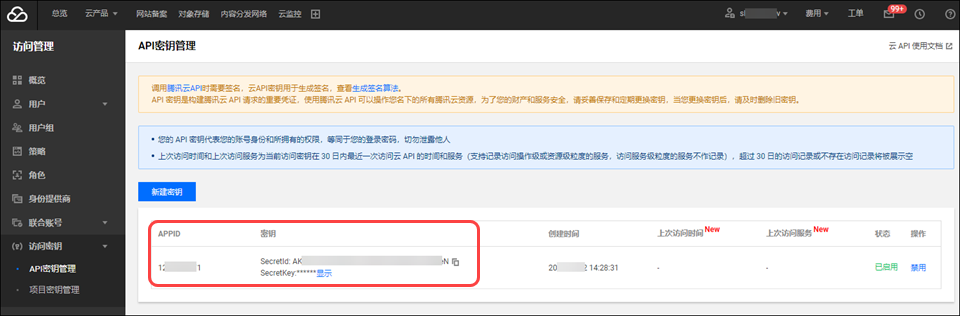 总览 云产品 网站备案 对象存储 内容分发网络 云监控 费用 工单 99+
访问管理 API密钥管理 云 API 使用文档
概览
用户
用户组
策略
角色
身份提供商
联合账号
访问密钥
API密钥管理
项目密钥管理
调用腾讯云API时需要签名，云API密钥用于生成签名，查看生成签名算法。
API 密钥是构建腾讯云 API 请求的重要凭证，使用腾讯云 API 可以操作您名下的所有腾讯云资源，为了您的财产和服务安全，请妥善保存和定期更换密钥，当您更换密钥后，请及时删除旧密钥。
• 您的 API 密钥代表您的账号身份和所拥有的权限，等同于您的登录密码，切勿泄露他人
• 上次访问时间和上次访问服务为当前访问密钥在 30 日内最近一次访问云 API 的时间和服务（支持记录访问操作级或资源级粒度的服务，访问服务级粒度的服务不作记录），超过 30 日的访问记录或不存在访问记录将被展示空
新建密钥
APPID 密钥 创建时间 上次访问时间 New 上次访问服务 New 状态 操作
12 1 SecretId: AK N 20 2 14:28:31 - - 已启用 禁用
SecretKey:******显示